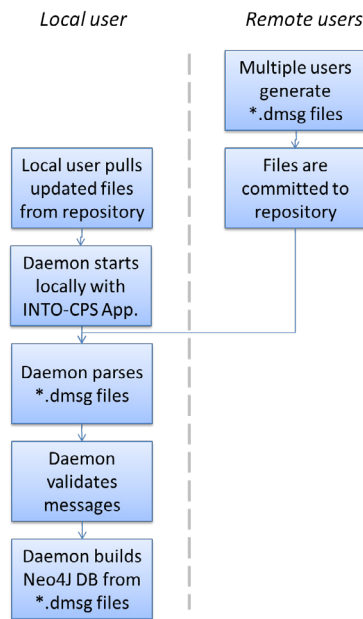 Local user
Remote users
Multiple users
generate
*.dmsg files
Local user pulls
updated files
from repository
Files are
committed to
repository
Daemon starts
locally with
INTO-CPS App.
Daemon parses
*.dmsg files
Daemon
validates
messages
Daemon builds
Neo4J DB from
*.dmsg files